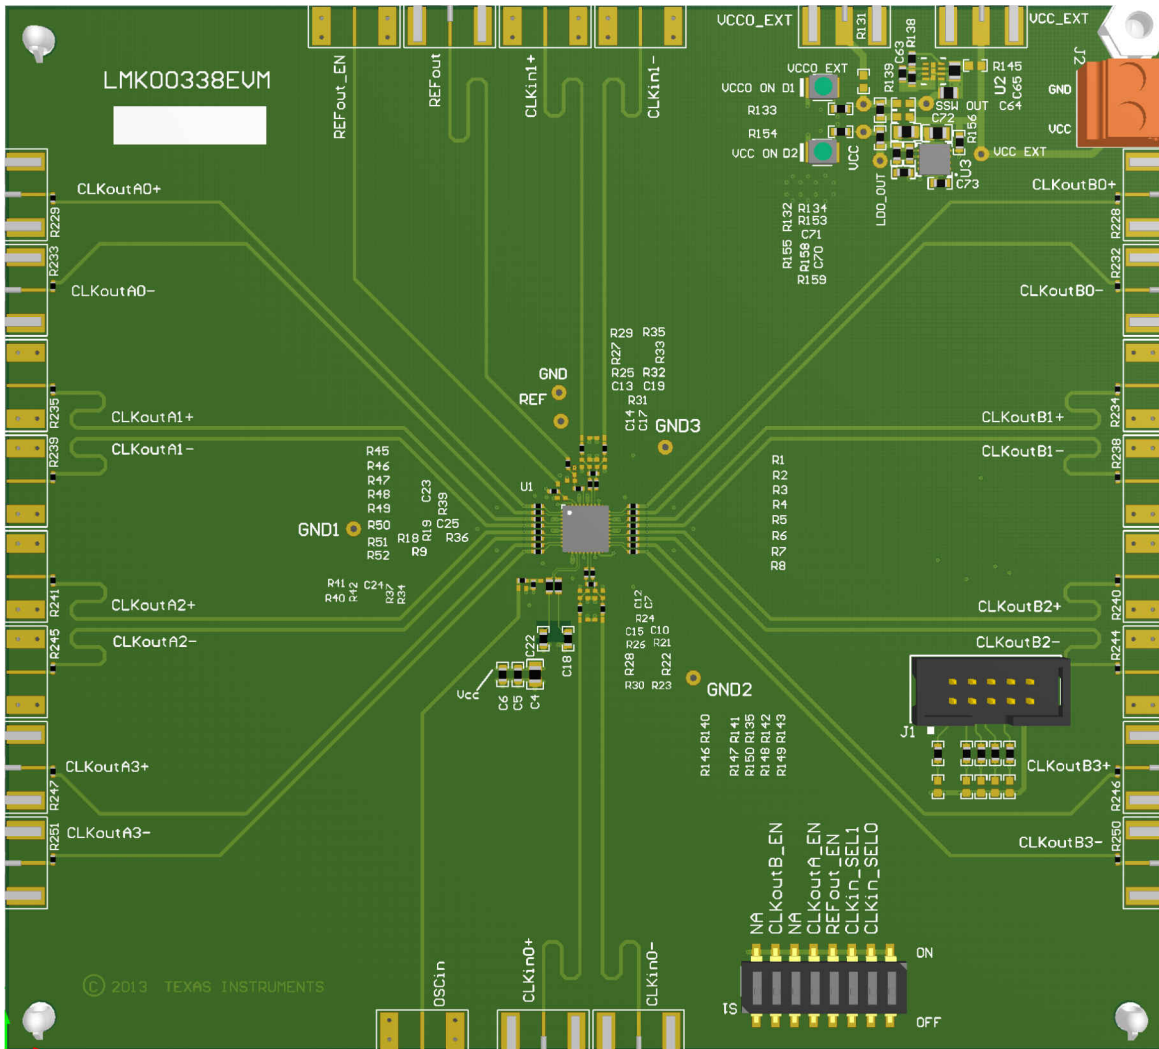 VCCO_EXT
VCC_EXT
LMK00338EVM
REFout_EN
REFout
CLKin1+
CLKin1-
R131
C63
R138
R139
R145
J2
GND
VCC
VCCO_EXT
VCCO ON D1
R133
R154
VCC ON D2
VCC
LDO_OUT
U2
C65
SSW OUT
C64
C72
R156
VCC EXT
U3
C73
CLKoutA0+
R229
R233
CLKoutA0-
CLKoutB0+
R228
R232
CLKoutB0-
R132
R134
R153
C71
R155
R158
C70
R159
R29
R35
R27
R33
R25
R32
C13
C19
R31
C14
C17
GND
REF
GND3
R235
CLKoutA1+
R239
CLKoutA1-
CLKoutB1+
R234
CLKoutB1-
R238
R45
R46
R47
R48
R49
R50
R51
R52
C23
R39
C25
R19
R18
R36
R9
U1
GND1
R1
R2
R3
R4
R5
R6
R7
R8
R41
R42
R40
C24
R37
R34
R241
CLKoutA2+
R245
CLKoutA2-
CLKoutB2+
R240
CLKoutB2-
R244
C12
C7
R24
C15
C10
R26
R21
R28
R22
R30
R23
C22
C18
Vcc
C6
C5
C4
GND2
R146 R140
R147 R141
R150 R135
R148 R142
R149 R143
J1
CLKoutA3+
R247
R251
CLKoutA3-
CLKoutB3+
R246
R250
CLKoutB3-
NA
CLKoutB_EN
NA
CLKoutA_EN
REFout_EN
CLKin_SEL1
CLKin_SEL0
ON
S1
OFF
© 2013 TEXAS INSTRUMENTS
OSCin
CLKin0+
CLKin0-